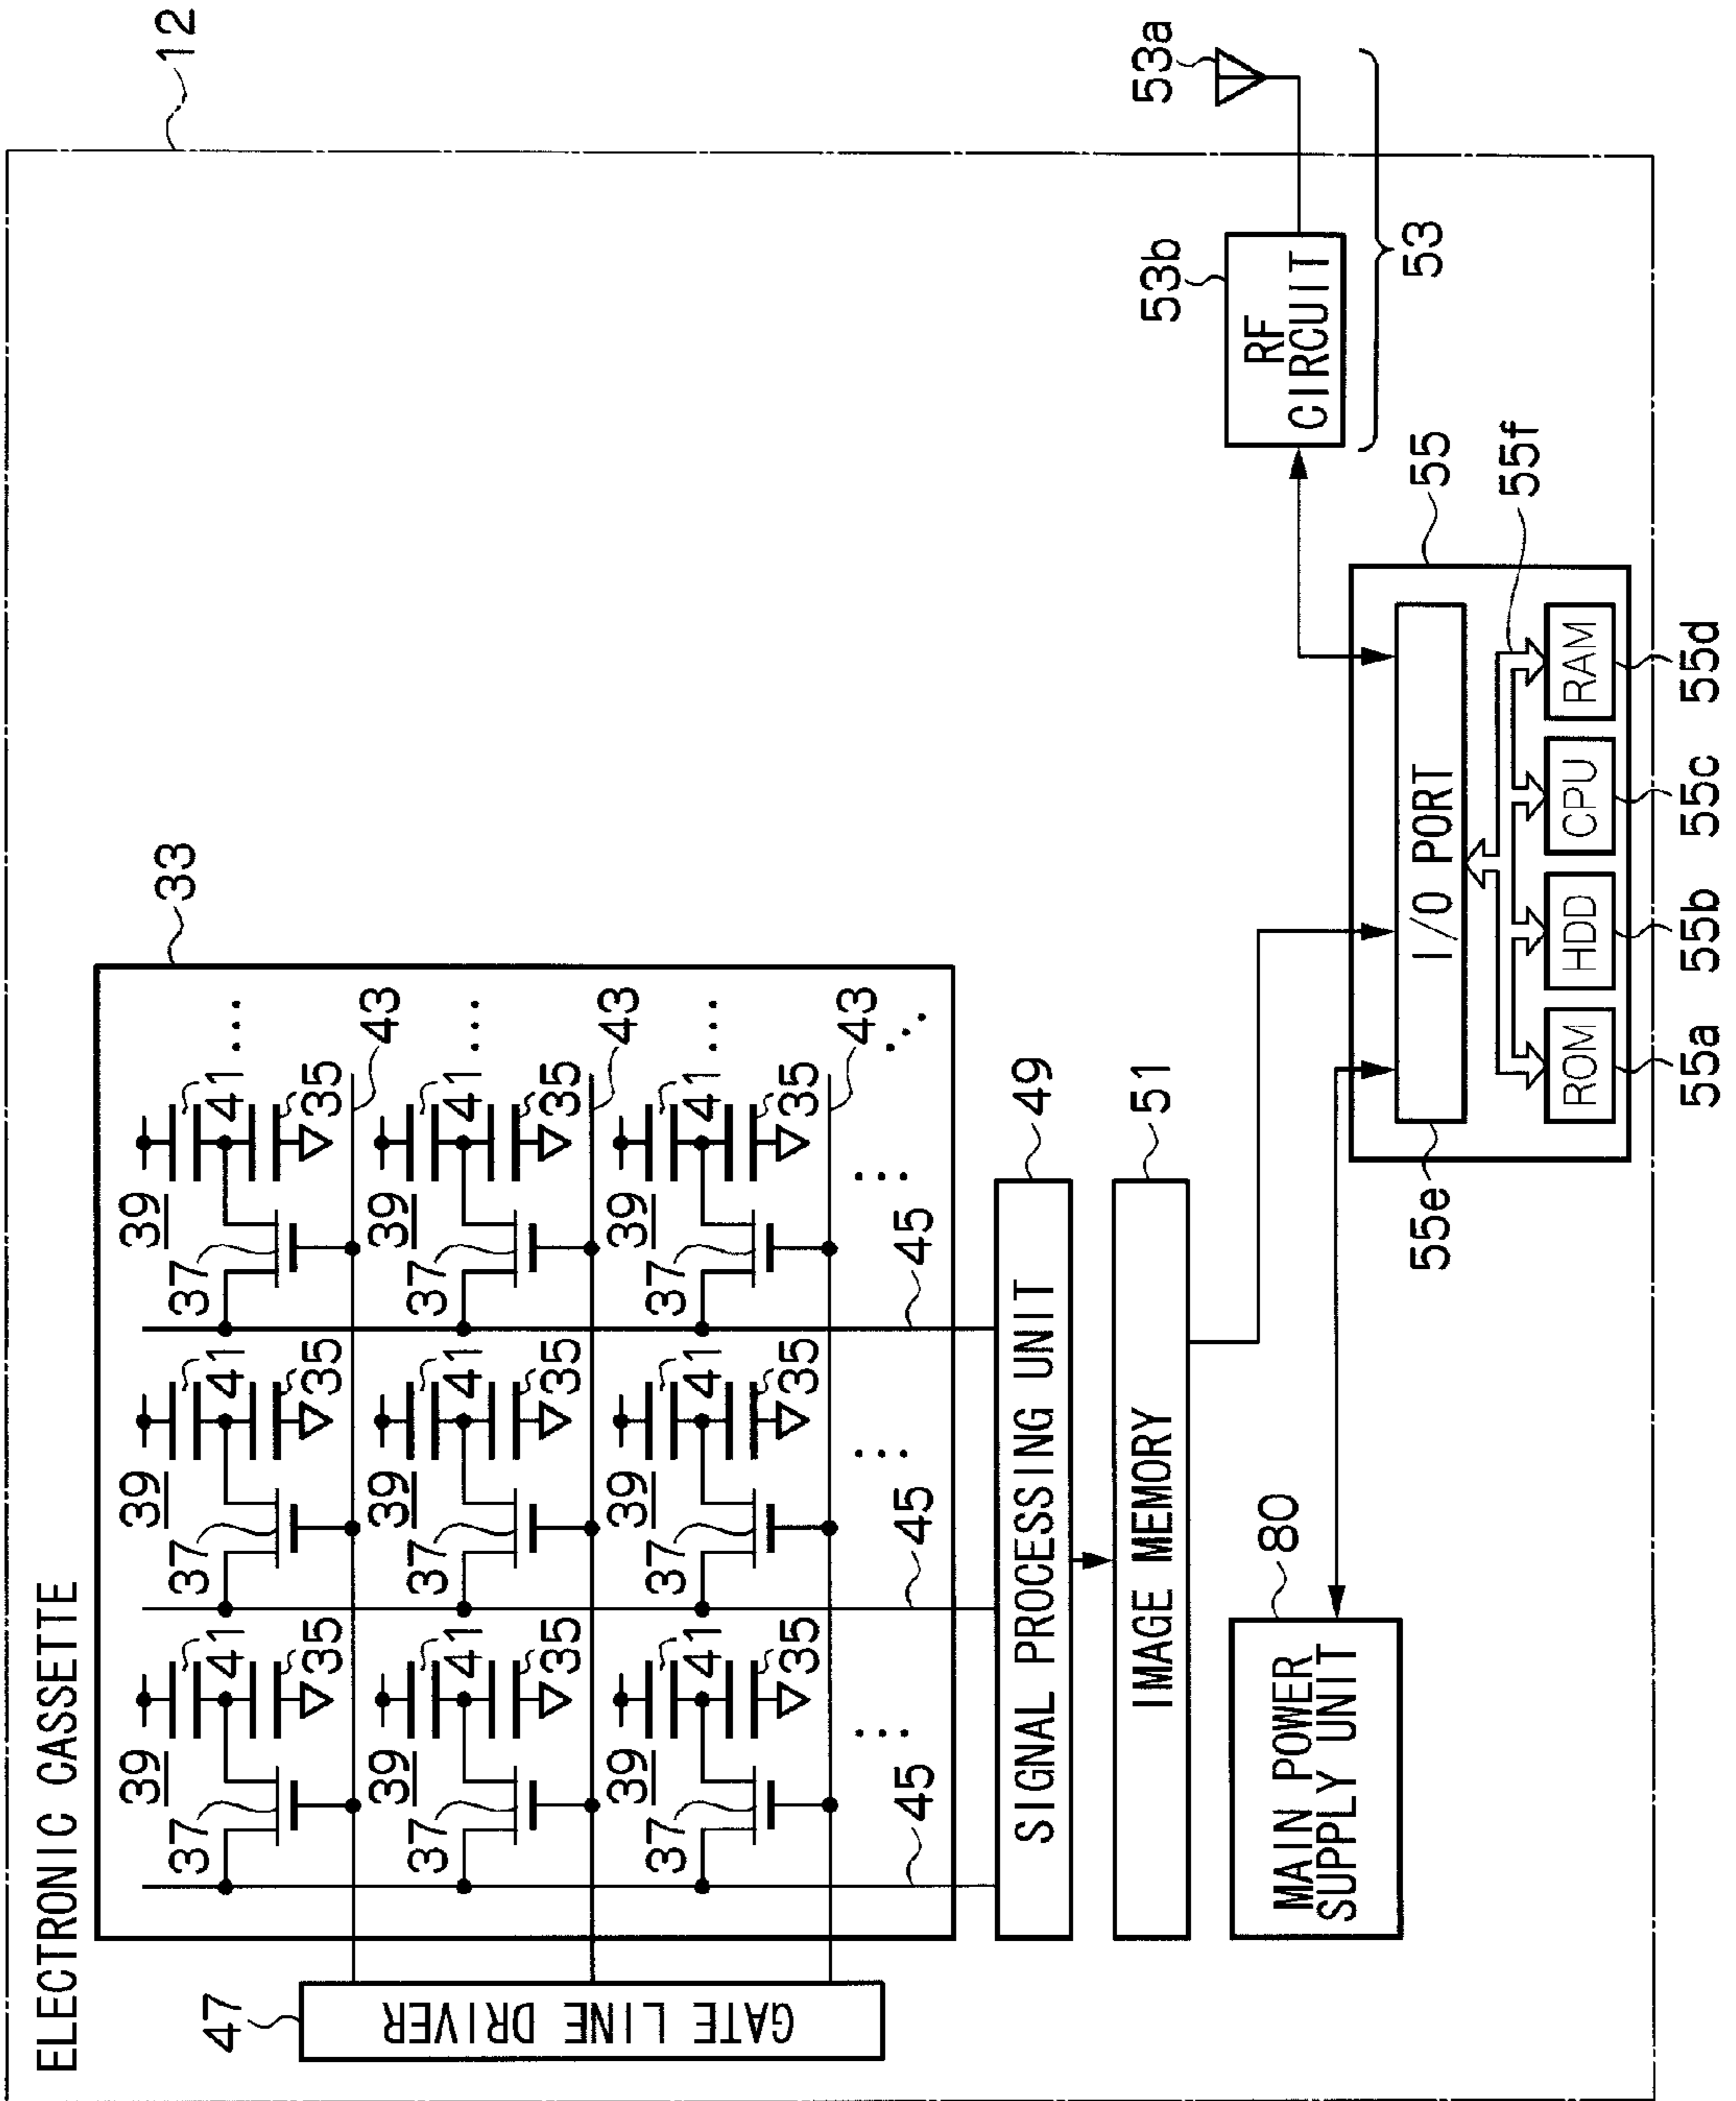 ELECTRONIC CASSETTE
12
33
39 41 39 41 39 41 ...
37 35 37 35 37 35
43
39 41 39 41 39 41 ...
37 35 37 35 37 35
43
39 41 39 41 39 41 ...
37 35 37 35 37 35
43
... ... ... ...
45 45 45
47
GATE LINE DRIVER
SIGNAL PROCESSING UNIT
49
IMAGE MEMORY
51
MAIN POWER
SUPPLY UNIT
80
53a
53b
RF
CIRCUIT
53
55
55e
I/O PORT
55f
ROM HDD CPU RAM
55a 55b 55c 55d